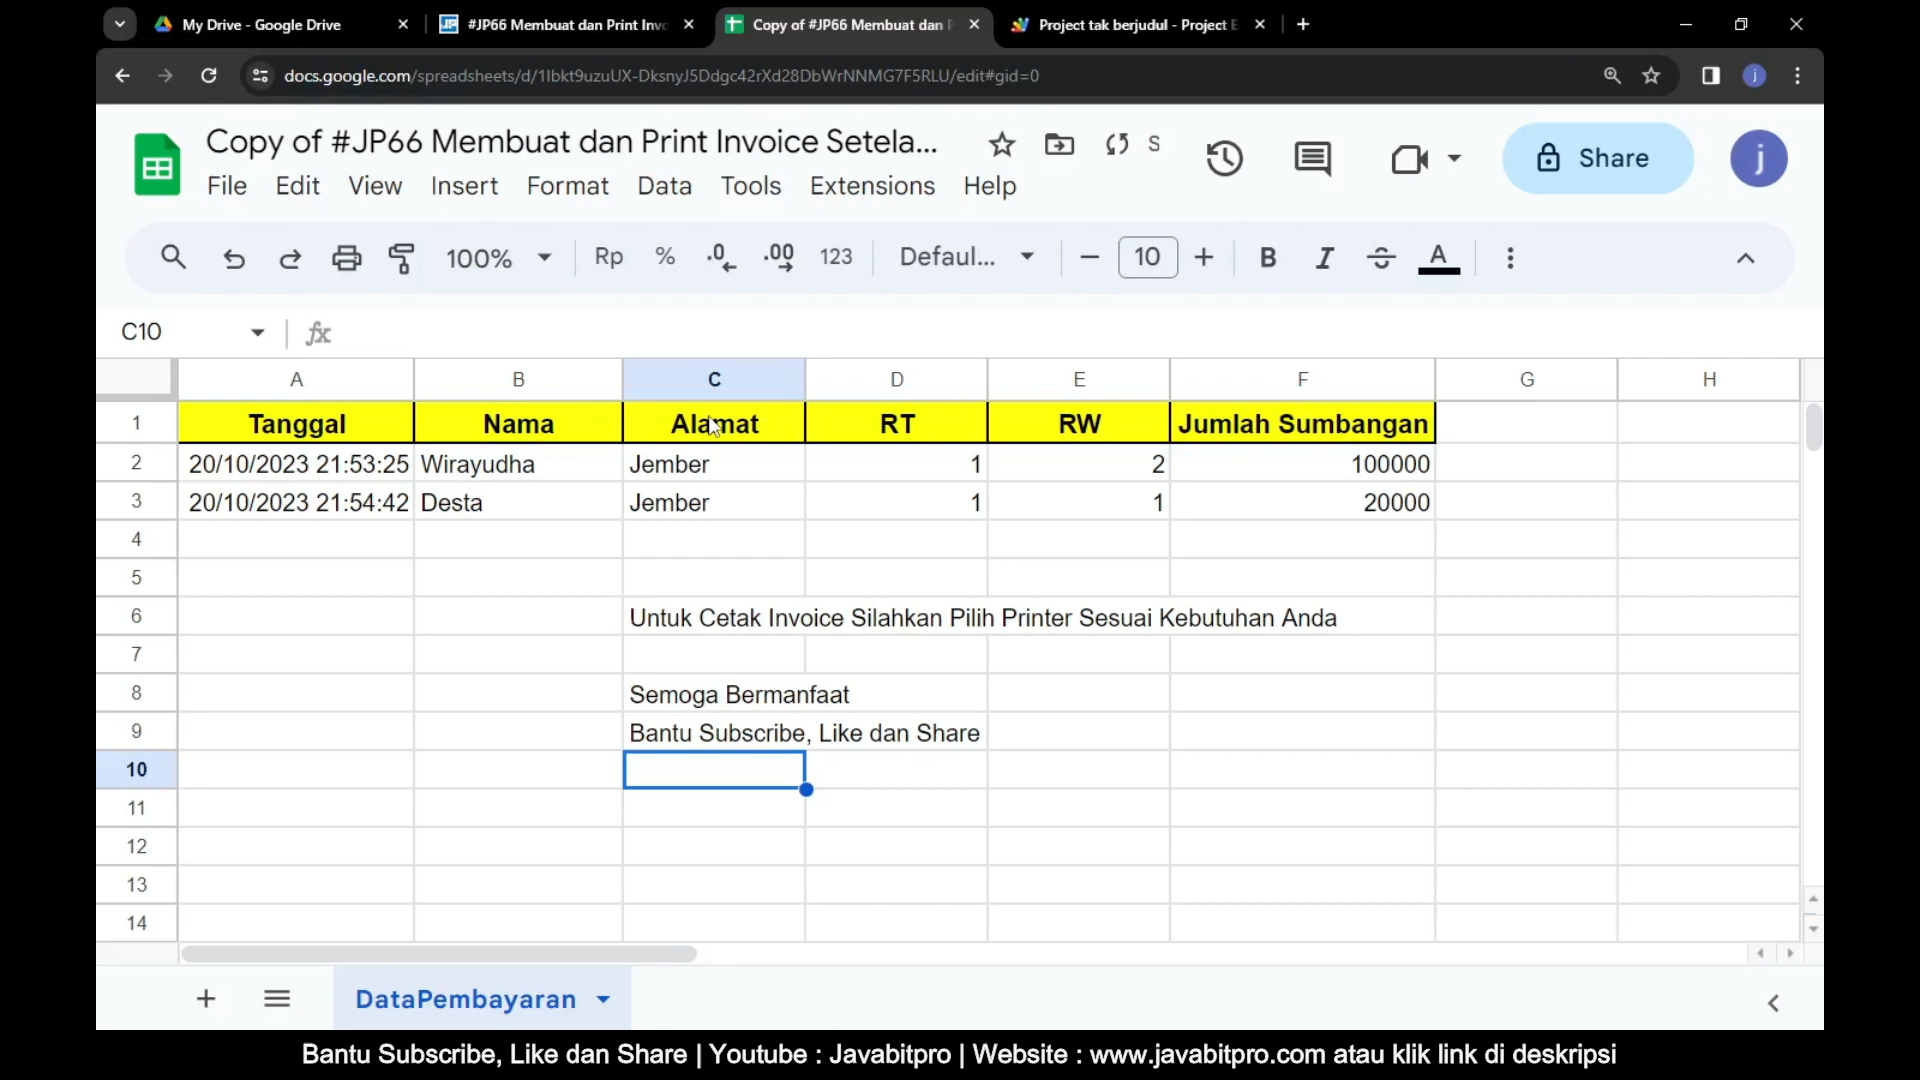 My Drive - Google Drive
#JP66 Membuat dan Print Inv
Copy of #JP66 Membuat dan P
Project tak berjudul - Project E
docs.google.com/spreadsheets/d/1Ibkt9uzuUX-DksnyJ5Ddgc42rXd28DbWrNNMG7F5RLU/edit#gid=0
j
Copy of #JP66 Membuat dan Print Invoice Setela...
S
Share
j
File Edit View Insert Format Data Tools Extensions Help
100% Rp % .0 .00 123 Defaul... 10 B I A
C10 fx
A B C D E F G H
1 Tanggal Nama Alamat RT RW Jumlah Sumbangan
2 20/10/2023 21:53:25 Wirayudha Jember 1 2 100000
3 20/10/2023 21:54:42 Desta Jember 1 1 20000
4
5
6 Untuk Cetak Invoice Silahkan Pilih Printer Sesuai Kebutuhan Anda
7
8 Semoga Bermanfaat
9 Bantu Subscribe, Like dan Share
10
11
12
13
14
DataPembayaran
Bantu Subscribe, Like dan Share | Youtube : Javabitpro | Website : www.javabitpro.com atau klik link di deskripsi